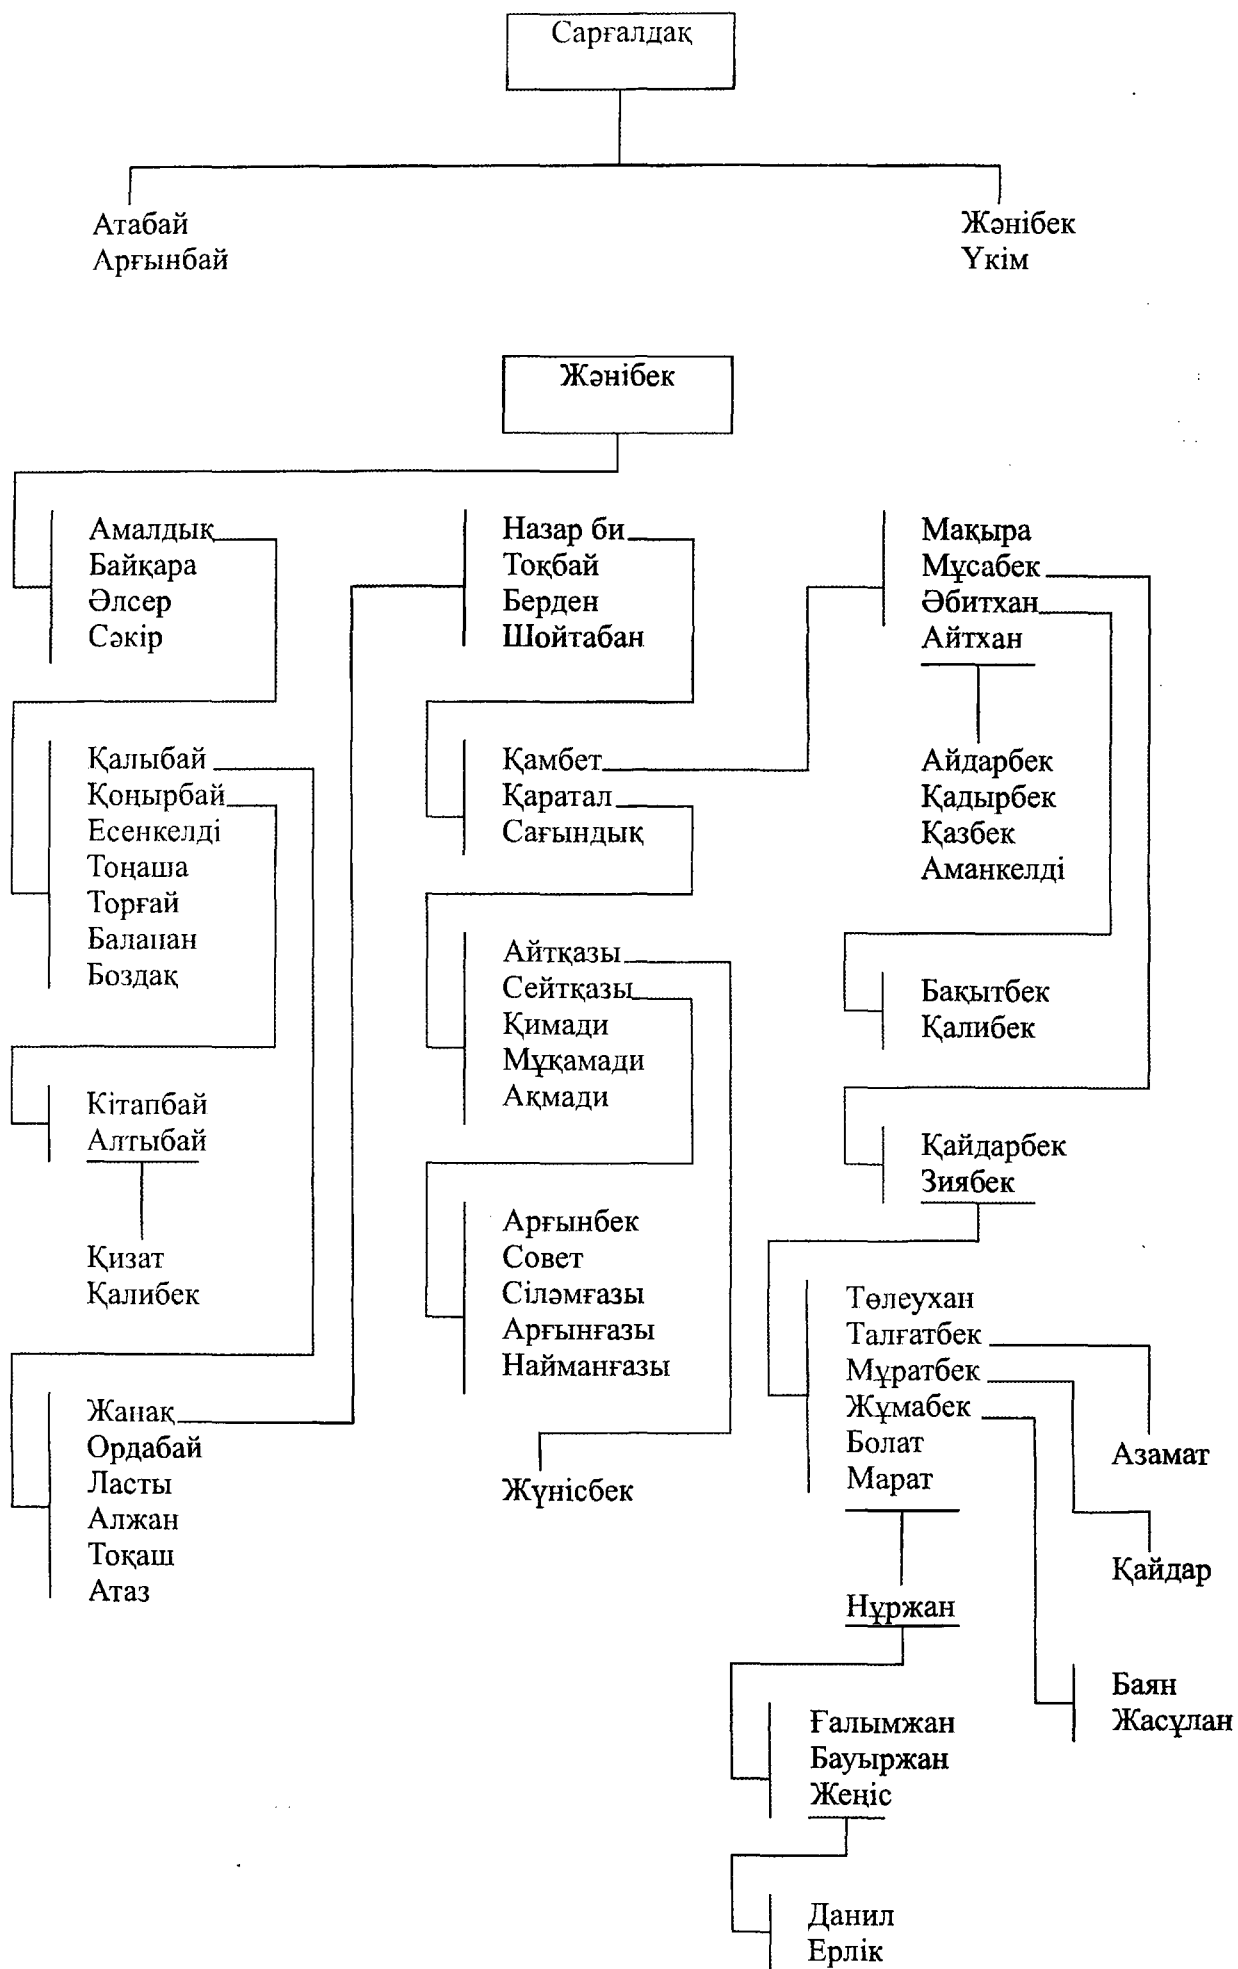 Сарғалдақ
Атабай
Арғынбай
Жәнібек
Үкім
Жәнібек
Амалдық
Байқара
Әлсер
Сәкір
Қалыбай
Қоңырбай
Есенкелді
Тоңаша
Торғай
Балапан
Боздақ
Кітапбай
Алтыбай
Қизат
Қалибек
Жанақ
Ордабай
Ласты
Алжан
Тоқаш
Атаз
Назар би
Тоқбай
Берден
Шойтабан
Қамбет
Қаратал
Сағындық
Айтқазы
Сейтқазы
Қимади
Мұқамади
Ақмади
Арғынбек
Совет
Сіләмғазы
Арғынғазы
Найманғазы
Жүнісбек
Мақыра
Мұсабек
Әбитхан
Айтхан
Айдарбек
Қадырбек
Қазбек
Аманкелді
Бақытбек
Қалибек
Қайдарбек
Зиябек
Төлеухан
Талғатбек
Мұратбек
Жұмабек
Болат
Марат
Азамат
Қайдар
Нұржан
Баян
Жасұлан
Ғалымжан
Бауыржан
Жеңіс
Данил
Ерлік